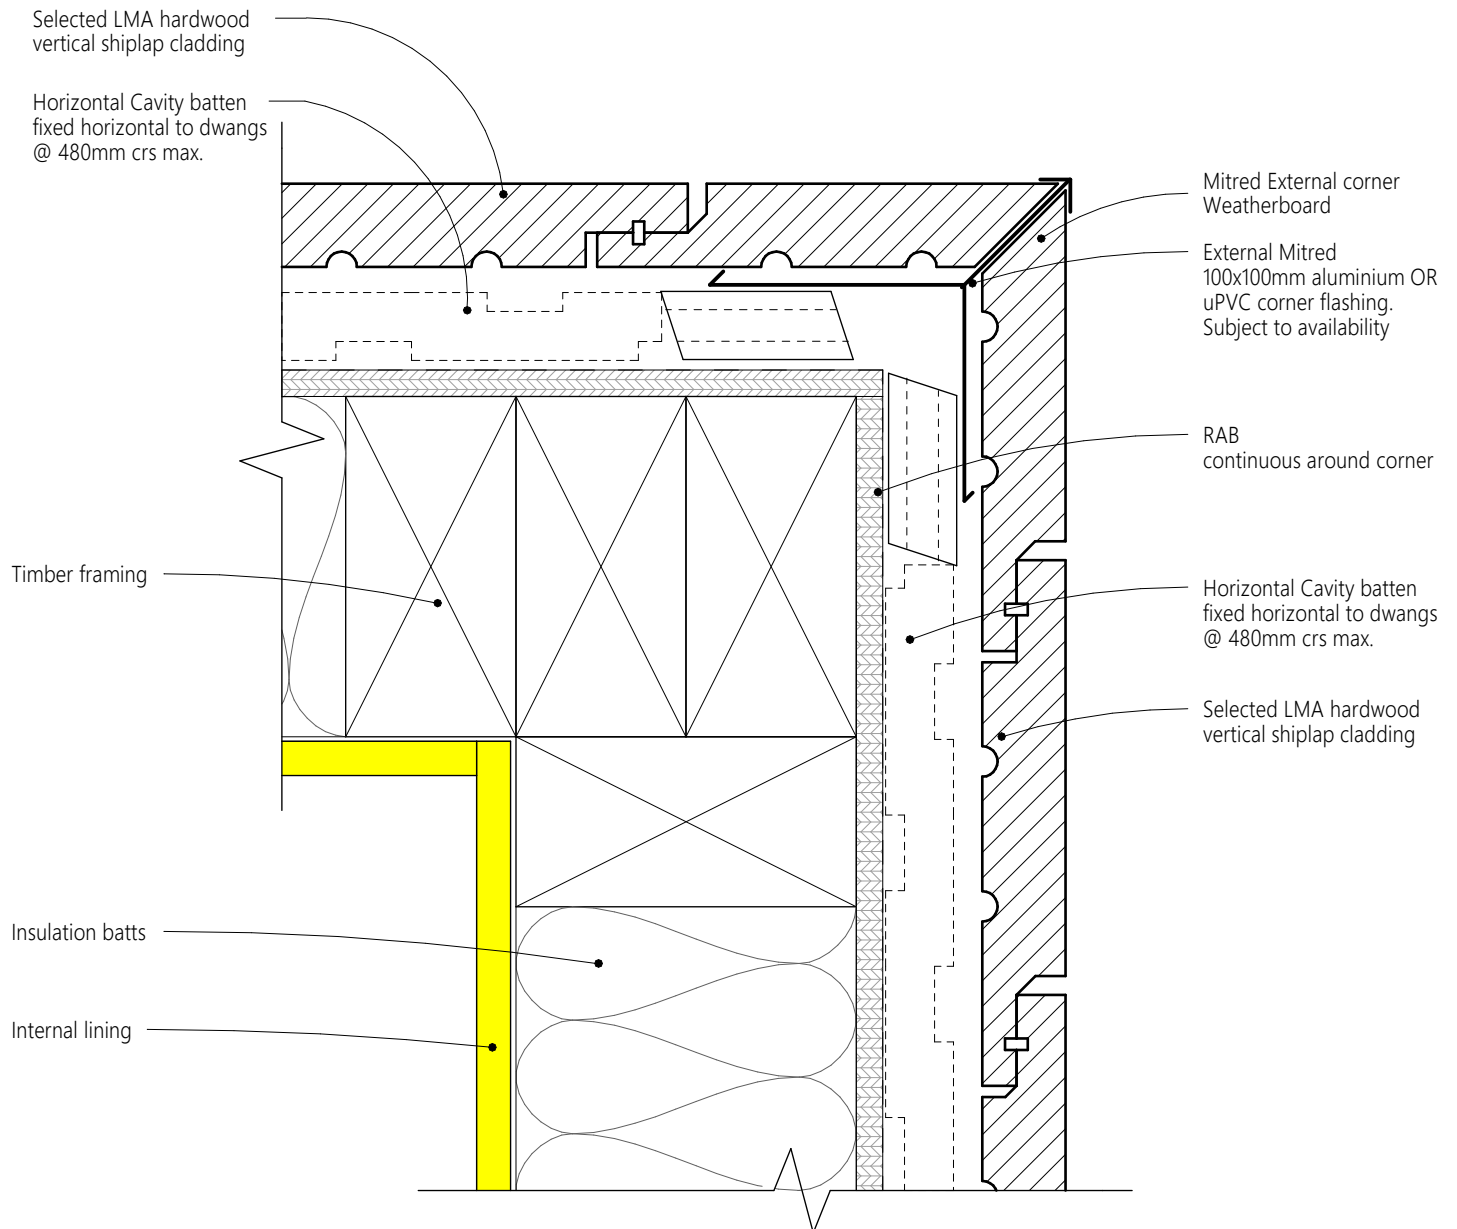 Selected LMA hardwood
vertical shiplap cladding
Horizontal Cavity batten
fixed horizontal to dwangs
@ 480mm crs max.
Mitred External corner
Weatherboard
External Mitred
100x100mm aluminium OR
uPVC corner flashing.
Subject to availability
RAB
continuous around corner
Timber framing
Horizontal Cavity batten
fixed horizontal to dwangs
@ 480mm crs max.
Selected LMA hardwood
vertical shiplap cladding
Insulation batts
Internal lining